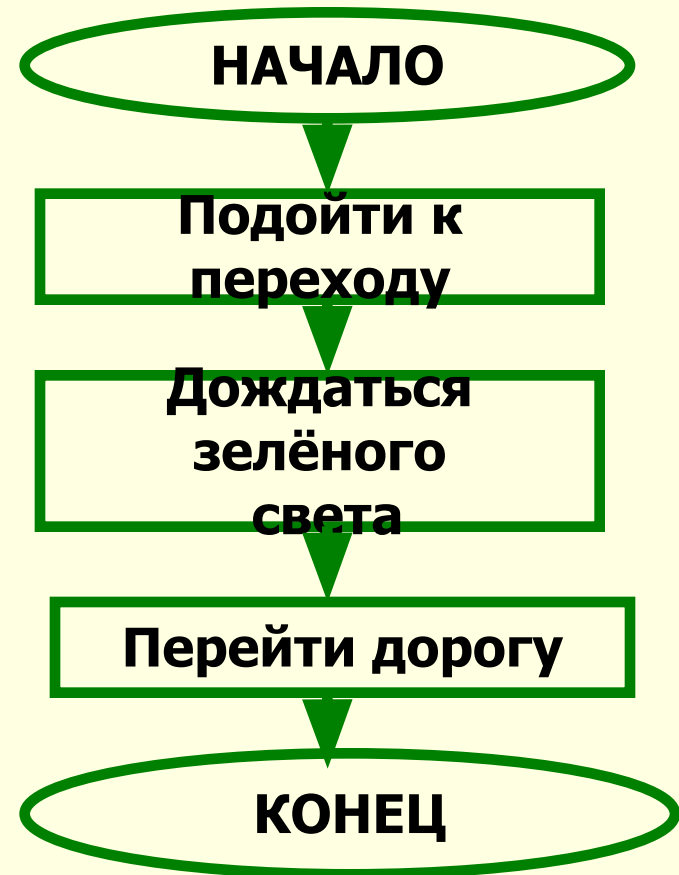 НАЧАЛО
Подойти к
переходу
Дождаться
зелёного
света
Перейти дорогу
КОНЕЦ